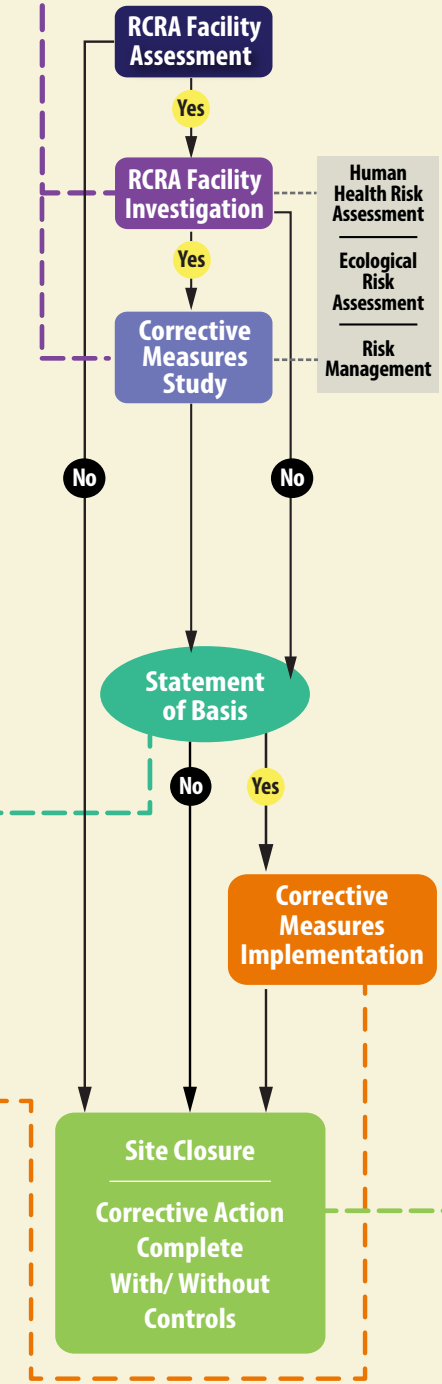 RCRA Facility
Assessment
Yes
RCRA Facility
Investigation
Human
Health Risk
Assessment
Ecological
Risk
Assessment
Risk
Management
Yes
Corrective
Measures
Study
No
No
Statement
of Basis
No
Yes
Corrective
Measures
Implementation
Site Closure
Corrective Action
Complete
With/ Without
Controls